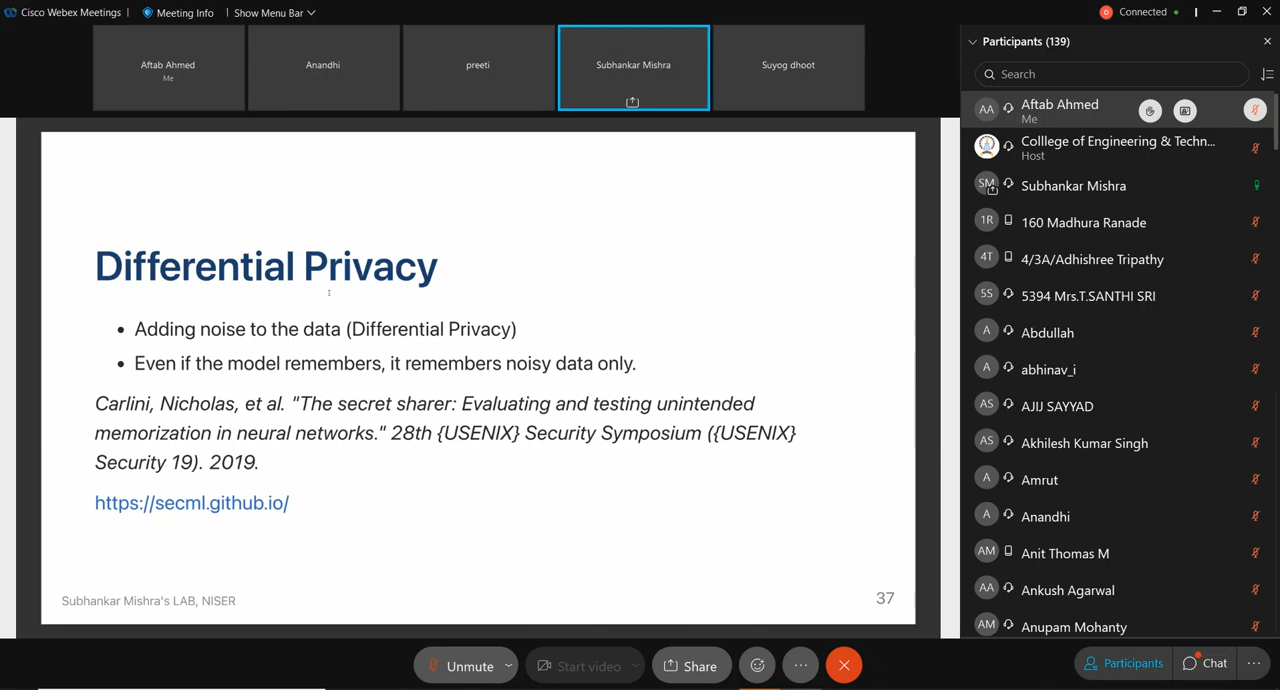 Cisco Webex Meetings
Meeting Info
Show Menu Bar
Connected
Aftab Ahmed
Me
Anandhi
preeti
Subhankar Mishra
Suyog dhoot
Differential Privacy
Adding noise to the data (Differential Privacy)
Even if the model remembers, it remembers noisy data only.
Carlini, Nicholas, et al. "The secret sharer: Evaluating and testing unintended
memorization in neural networks." 28th {USENIX} Security Symposium ({USENIX}
Security 19). 2019.
https://secml.github.io/
Subhankar Mishra's LAB, NISER
37
Participants (139)
Search
AA Aftab Ahmed
Me
Colllege of Engineering & Techn...
Host
SM Subhankar Mishra
1R 160 Madhura Ranade
4T 4/3A/Adhishree Tripathy
5S 5394 Mrs.T.SANTHI SRI
A Abdullah
A abhinav_i
AS AJIJ SAYYAD
AS Akhilesh Kumar Singh
A Amrut
A Anandhi
AM Anit Thomas M
AA Ankush Agarwal
AM Anupam Mohanty
Unmute
Start video
Share
Participants
Chat